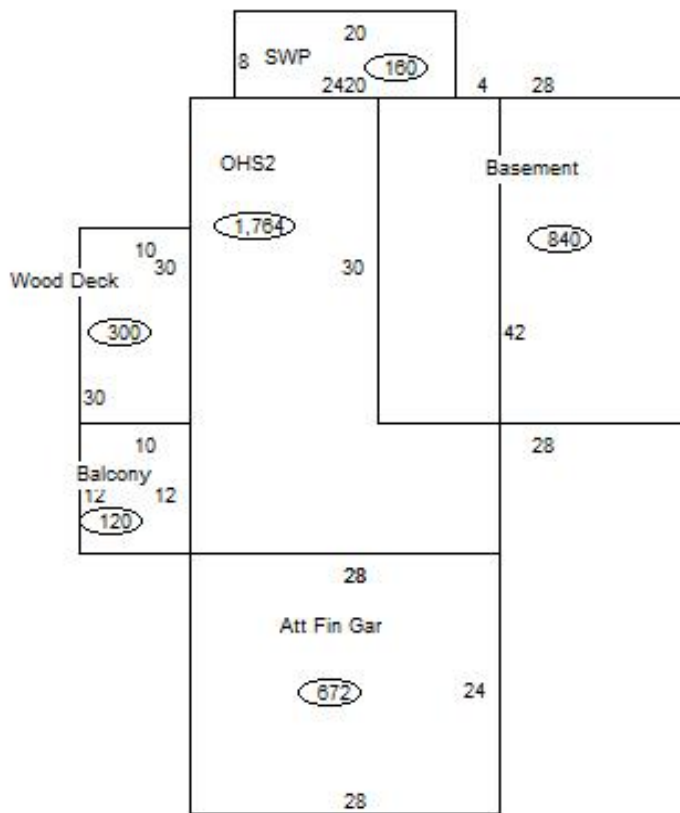 20
8 SWP 160
2420 4 28
OHS2
Basement
1,764
840
10
30 30
Wood Deck
300
42
30
10 28
Balcony
12 12
120
28
Att Fin Gar
672
24
28